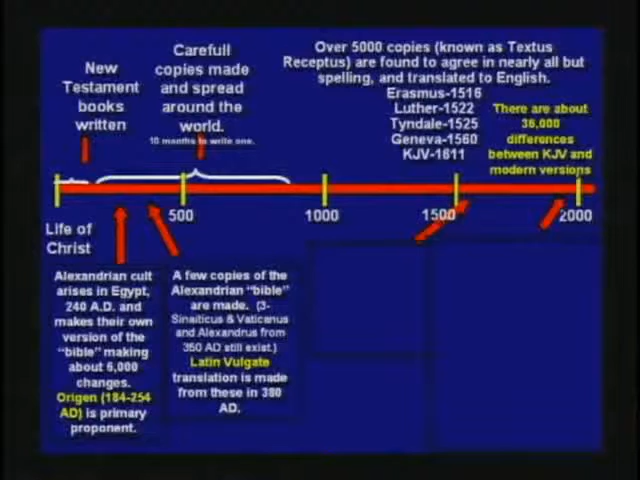 New
Testament
books
written
Carefull
copies made
and spread
around the
world.
10 months to write one.
Over 5000 copies (known as Textus
Receptus) are found to agree in nearly all but
spelling, and translated to English.
Erasmus-1516
Luther-1522
Tyndale-1525
Geneva-1560
KJV-1611
There are about
36,000
differences
between KJV and
modern versions
500
1000
1500
2000
Life of
Christ
Alexandrian cult
arises in Egypt,
240 A.D. and
makes their own
version of the
"bible" making
about 6,000
changes.
Origen (184-254
AD) is primary
proponent.
A few copies of the
Alexandrian "bible"
are made. (3-
Sinaiticus & Vaticanus
and Alexandrus from
350 AD still exist.)
Latin Vulgate
translation is made
from these in 380
AD.